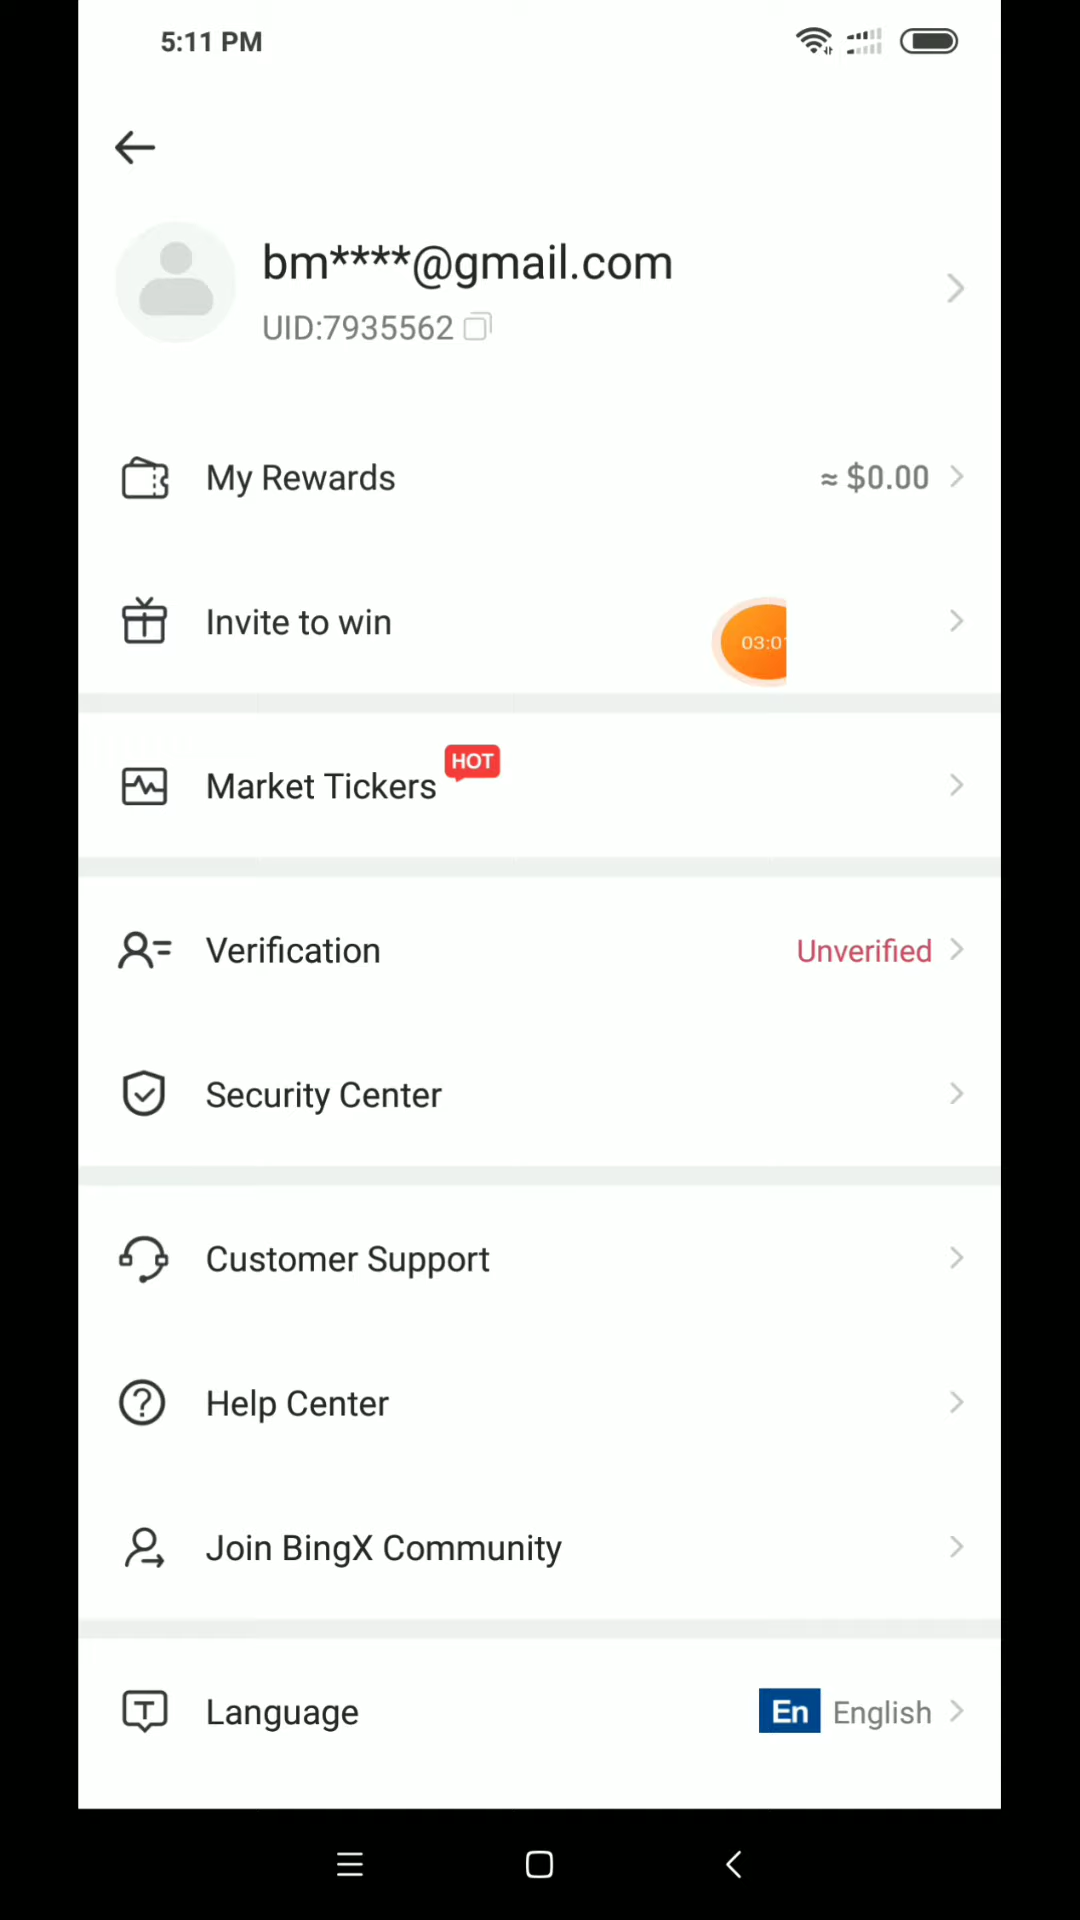 5:11 PM
bm****@gmail.com
UID:7935562
My Rewards ≈ $0.00
Invite to win
03:0
Market Tickers HOT
Verification Unverified
Security Center
Customer Support
Help Center
Join BingX Community
Language En English